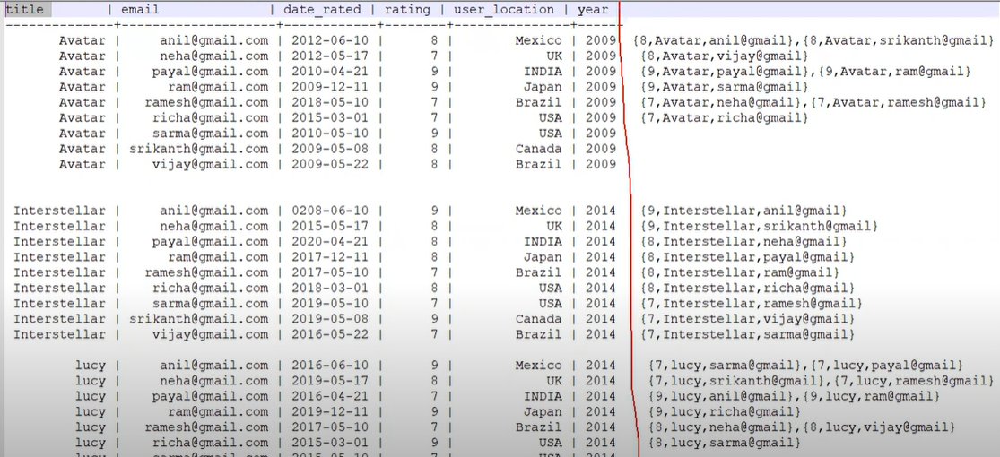 title | email | date_rated | rating | user_location | year
Avatar | anil@gmail.com | 2012-06-10 | 8 | Mexico | 2009 {8,Avatar,anil@gmail},{8,Avatar,srikanth@gmail}
Avatar | neha@gmail.com | 2012-05-17 | 7 | UK | 2009 {8,Avatar,vijay@gmail}
Avatar | payal@gmail.com | 2010-04-21 | 9 | INDIA | 2009 {9,Avatar,payal@gmail},{9,Avatar,ram@gmail}
Avatar | ram@gmail.com | 2009-12-11 | 9 | Japan | 2009 {9,Avatar,sarma@gmail}
Avatar | ramesh@gmail.com | 2018-05-10 | 7 | Brazil | 2009 {7,Avatar,neha@gmail},{7,Avatar,ramesh@gmail}
Avatar | richa@gmail.com | 2015-03-01 | 7 | USA | 2009 {7,Avatar,richa@gmail}
Avatar | sarma@gmail.com | 2010-05-10 | 9 | USA | 2009
Avatar | srikanth@gmail.com | 2009-05-08 | 8 | Canada | 2009
Avatar | vijay@gmail.com | 2009-05-22 | 8 | Brazil | 2009
Interstellar | anil@gmail.com | 0208-06-10 | 9 | Mexico | 2014 {9,Interstellar,anil@gmail}
Interstellar | neha@gmail.com | 2015-05-17 | 8 | UK | 2014 {9,Interstellar,srikanth@gmail}
Interstellar | payal@gmail.com | 2020-04-21 | 8 | INDIA | 2014 {8,Interstellar,neha@gmail}
Interstellar | ram@gmail.com | 2017-12-11 | 8 | Japan | 2014 {8,Interstellar,payal@gmail}
Interstellar | ramesh@gmail.com | 2017-05-10 | 7 | Brazil | 2014 {8,Interstellar,ram@gmail}
Interstellar | richa@gmail.com | 2018-03-01 | 8 | USA | 2014 {8,Interstellar,richa@gmail}
Interstellar | sarma@gmail.com | 2019-05-10 | 7 | USA | 2014 {7,Interstellar,ramesh@gmail}
Interstellar | srikanth@gmail.com | 2019-05-08 | 9 | Canada | 2014 {7,Interstellar,vijay@gmail}
Interstellar | vijay@gmail.com | 2016-05-22 | 7 | Brazil | 2014 {7,Interstellar,sarma@gmail}
lucy | anil@gmail.com | 2016-06-10 | 9 | Mexico | 2014 {7,lucy,sarma@gmail},{7,lucy,payal@gmail}
lucy | neha@gmail.com | 2019-05-17 | 8 | UK | 2014 {7,lucy,srikanth@gmail},{7,lucy,ramesh@gmail}
lucy | payal@gmail.com | 2016-04-21 | 7 | INDIA | 2014 {9,lucy,anil@gmail},{9,lucy,ram@gmail}
lucy | ram@gmail.com | 2019-12-11 | 9 | Japan | 2014 {9,lucy,richa@gmail}
lucy | ramesh@gmail.com | 2017-05-10 | 7 | Brazil | 2014 {8,lucy,neha@gmail},{8,lucy,vijay@gmail}
lucy | richa@gmail.com | 2015-03-01 | 9 | USA | 2014 {8,lucy,sarma@gmail}